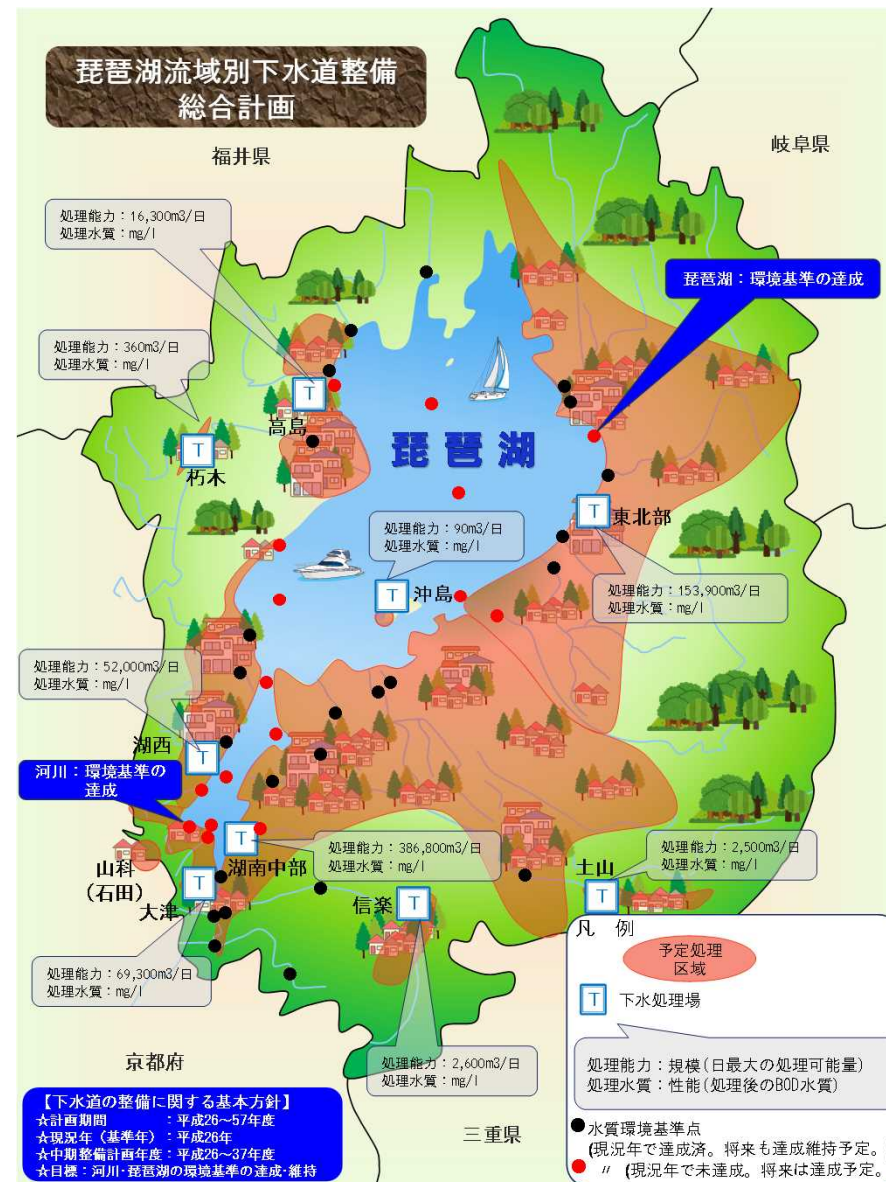 琵琶湖流域別下水道整備
総合計画
福井県
岐阜県
処理能力：16,300m3/日
処理水質：mg/l
琵琶湖：環境基準の達成
処理能力：360m3/日
処理水質：mg/l
T
高島
T
朽木
琵琶湖
T
東北部
処理能力：90m3/日
処理水質：mg/l
T
沖島
処理能力：153,900m3/日
処理水質：mg/l
処理能力：52,000m3/日
処理水質：mg/l
湖西
T
河川：環境基準の
達成
T
湖南中部
処理能力：386,800m3/日
処理水質：mg/l
処理能力：2,500m3/日
処理水質：mg/l
山科
（石田）
大津
T
信楽
T
土山
T
処理能力：69,300m3/日
処理水質：mg/l
処理能力：2,600m3/日
処理水質：mg/l
京都府
三重県
凡　例
予定処理
区域
T
下水処理場
処理能力：規模(日最大の処理可能量)
処理水質：性能(処理後のBOD水質)
水質環境基準点
(現況年で達成済。将来も達成維持予定。
〃 (現況年で未達成。将来は達成予定。
【下水道の整備に関する基本方針】
☆計画期間　　　　：平成26～57年度
☆現況年（基準年）：平成26年
☆中期整備計画年度：平成26～37年度
☆目標：河川・琵琶湖の環境基準の達成・維持